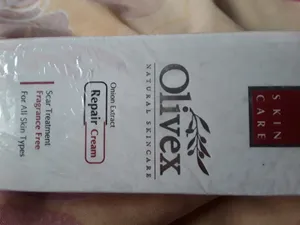 SKIN
CARE
Olivex
NATURAL SKINCARE
Onion Extract
Repair Cream
Scar Treatment
Fragrance Free
For All Skin Types